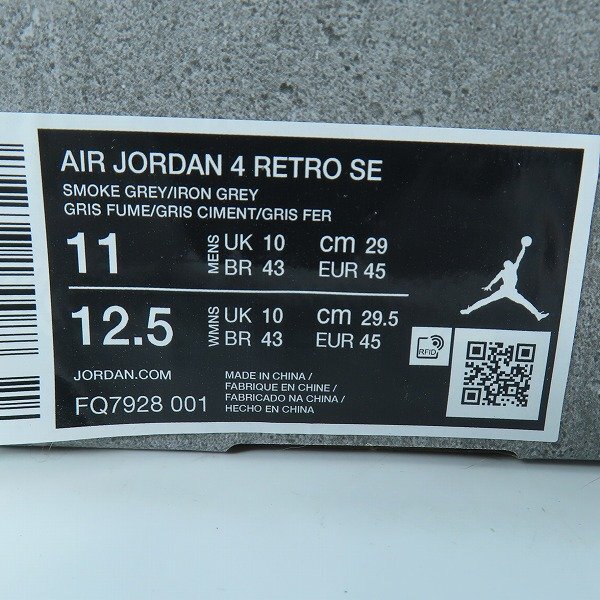 AIR JORDAN 4 RETRO SE
SMOKE GREY/IRON GREY
GRIS FUME/GRIS CIMENT/GRIS FER
11 MENS UK 10 cm 29
BR 43 EUR 45
12.5 WMNS UK 10 cm 29.5
BR 43 EUR 45
RFID
JORDAN.COM
FQ7928 001
MADE IN CHINA /
FABRIQUE EN CHINE /
FABRICADO NA CHINA /
HECHO EN CHINA